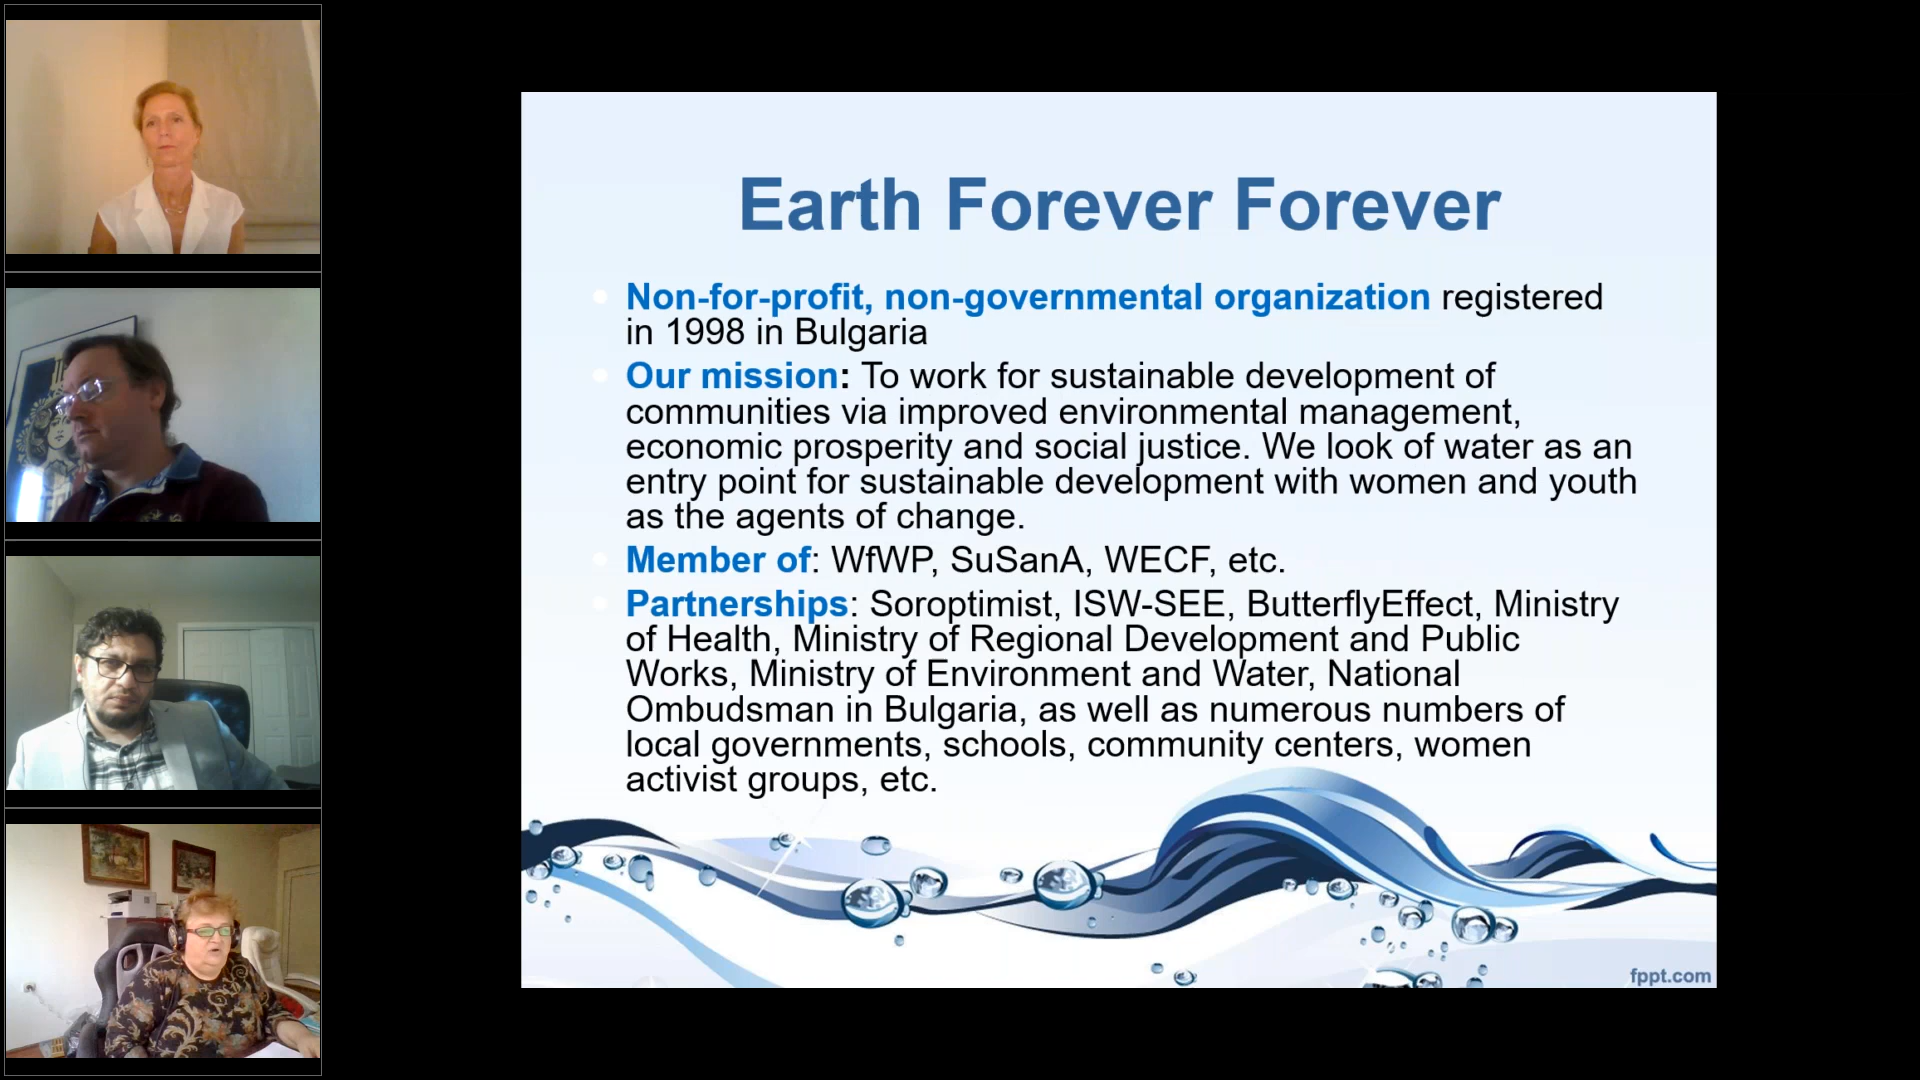 Earth Forever Forever
Non-for-profit, non-governmental organization registered
in 1998 in Bulgaria
Our mission: To work for sustainable development of
communities via improved environmental management,
economic prosperity and social justice. We look of water as an
entry point for sustainable development with women and youth
as the agents of change.
Member of: WfWP, SuSanA, WECF, etc.
Partnerships: Soroptimist, ISW-SEE, ButterflyEffect, Ministry
of Health, Ministry of Regional Development and Public
Works, Ministry of Environment and Water, National
Ombudsman in Bulgaria, as well as numerous numbers of
local governments, schools, community centers, women
activist groups, etc.
fppt.com